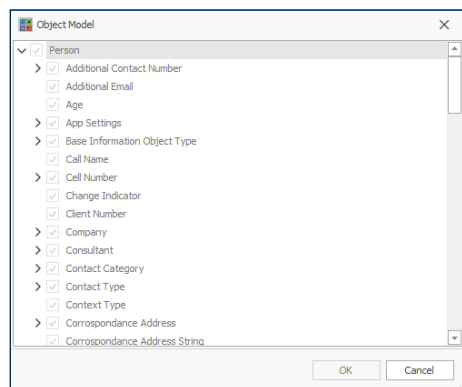 Object Model
Person
Additional Contact Number
Additional Email
Age
App Settings
Base Information Object Type
Call Name
Cell Number
Change Indicator
Client Number
Company
Consultant
Contact Category
Contact Type
Context Type
Corrospondance Address
Corrospondance Address String
OK Cancel